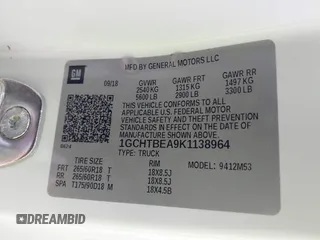 GM
MFD BY GENERAL MOTORS LLC
09/18 GVWR GAWR FRT GAWR RR
2540 KG 1315 KG 1497 KG
5600 LB 2900 LB 3300 LB
THIS VEHICLE CONFORMS TO ALL APPLICABLE
U.S. FEDERAL MOTOR VEHICLE SAFETY
STANDARDS IN EFFECT ON THE DATE OF
MANUFACTURE SHOWN ABOVE.
1GCHTBEA9K1138964
TYPE: TRUCK
MODEL: 9412M53
TIRE SIZE RIM
FRT 265/60R18 T 18X8.5J
RR 265/60R18 T 18X8.5J
SPA T175/90D18 M 18X4.5B
DREAMBID